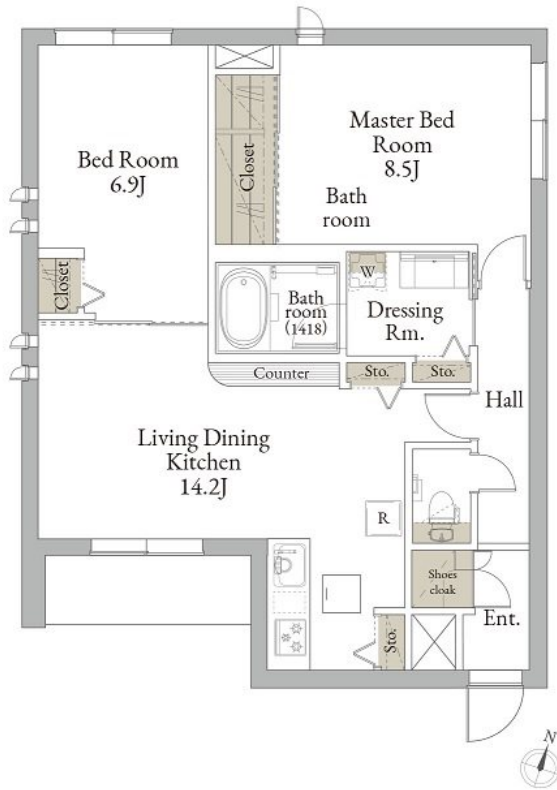 Bed Room
6.9J
Closet
Master Bed
Room
8.5J
Bath
room
Closet
Bath
room
(1418)
W
Dressing
Rm.
Counter
Sto.
Sto.
Hall
Living Dining
Kitchen
14.2J
R
Shoes
cloak
Ent.
Sto.
N